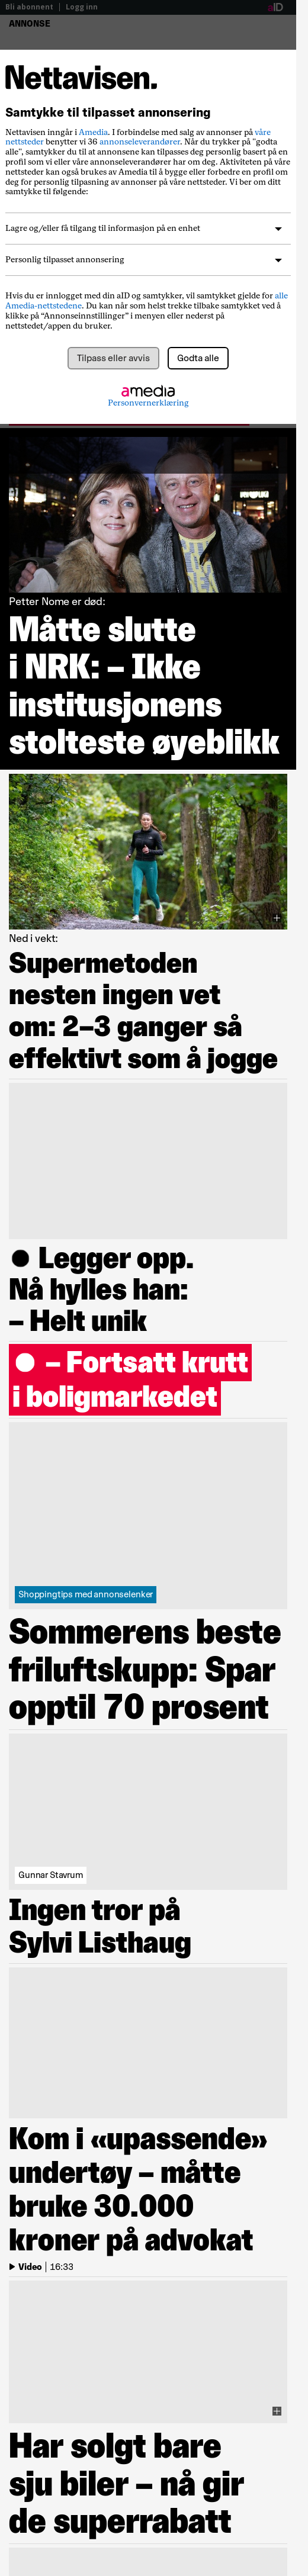 Bli abonnent | Logg inn
aID
ANNONSE
Nettavisen.
Samtykke til tilpasset annonsering
Nettavisen inngår i Amedia. I forbindelse med salg av annonser på våre
nettsteder benytter vi 36 annonseleverandører. Når du trykker på "godta
alle", samtykker du til at annonsene kan tilpasses deg personlig basert på en
profil som vi eller våre annonseleverandører har om deg. Aktiviteten på våre
nettsteder kan også brukes av Amedia til å bygge eller forbedre en profil om
deg for personlig tilpasning av annonser på våre nettsteder. Vi ber om ditt
samtykke til følgende:
Lagre og/eller få tilgang til informasjon på en enhet
Personlig tilpasset annonsering
Hvis du er innlogget med din aID og samtykker, vil samtykket gjelde for alle
Amedia-nettstedene. Du kan når som helst trekke tilbake samtykket ved å
klikke på “Annonseinnstillinger” i menyen eller nederst på
nettstedet/appen du bruker.
Tilpass eller avvis
Godta alle
amedia
Personvernerklæring
Petter Nome er død:
Måtte slutte
i NRK: – Ikke
institusjonens
stolteste øyeblikk
Ned i vekt:
Supermetoden
nesten ingen vet
om: 2–3 ganger så
effektivt som å jogge
Legger opp.
Nå hylles han:
– Helt unik
– Fortsatt krutt
i boligmarkedet
Shoppingtips med annonselenker
Sommerens beste
friluftskupp: Spar
opptil 70 prosent
Gunnar Stavrum
Ingen tror på
Sylvi Listhaug
Kom i «upassende»
undertøy – måtte
bruke 30.000
kroner på advokat
Video | 16:33
Har solgt bare
sju biler – nå gir
de superrabatt